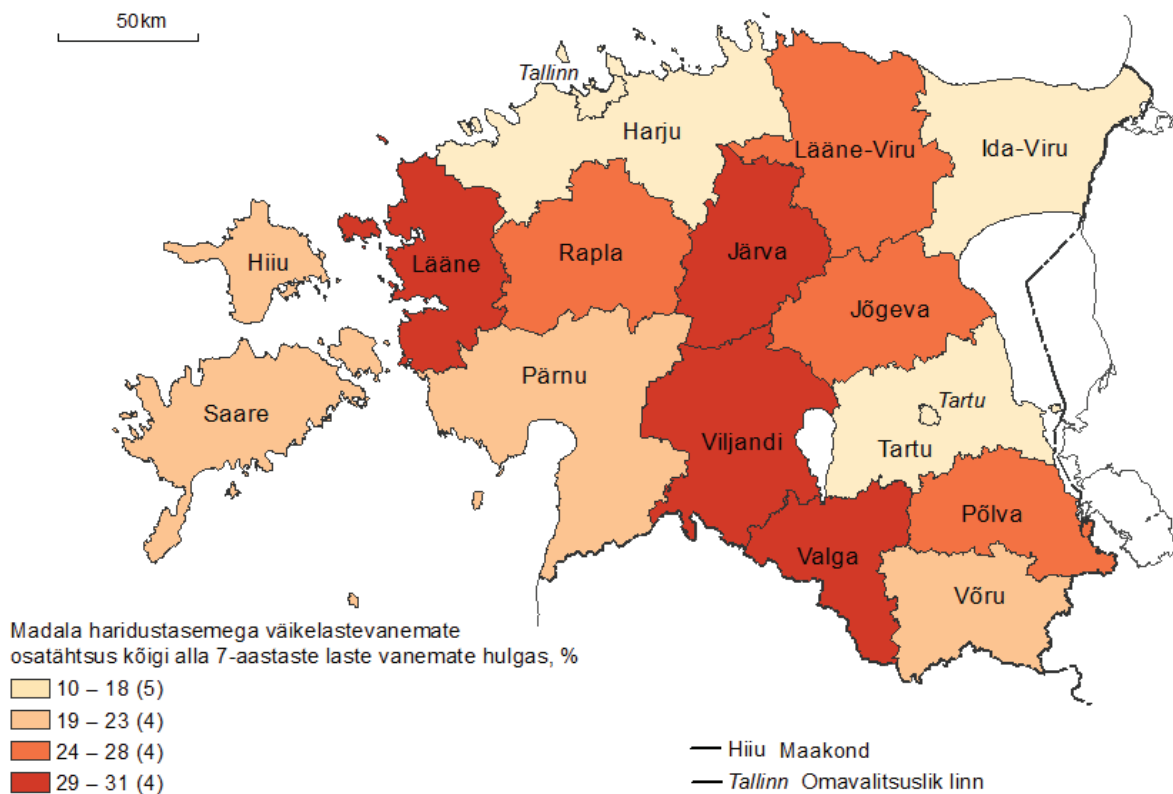 50km
Tallinn
Harju
Lääne-Viru
Ida-Viru
Hiiu
Lääne
Rapla
Järva
Jõgeva
Saare
Pärnu
Viljandi
Tartu
Tartu
Põlva
Valga
Võru
Madala haridustasemega väikelastevanemate
osatähtsus kõigi alla 7-aastaste laste vanemate hulgas, %
10 – 18 (5)
19 – 23 (4)
24 – 28 (4)
29 – 31 (4)
Hiiu Maakond
Tallinn Omavalitsuslik linn